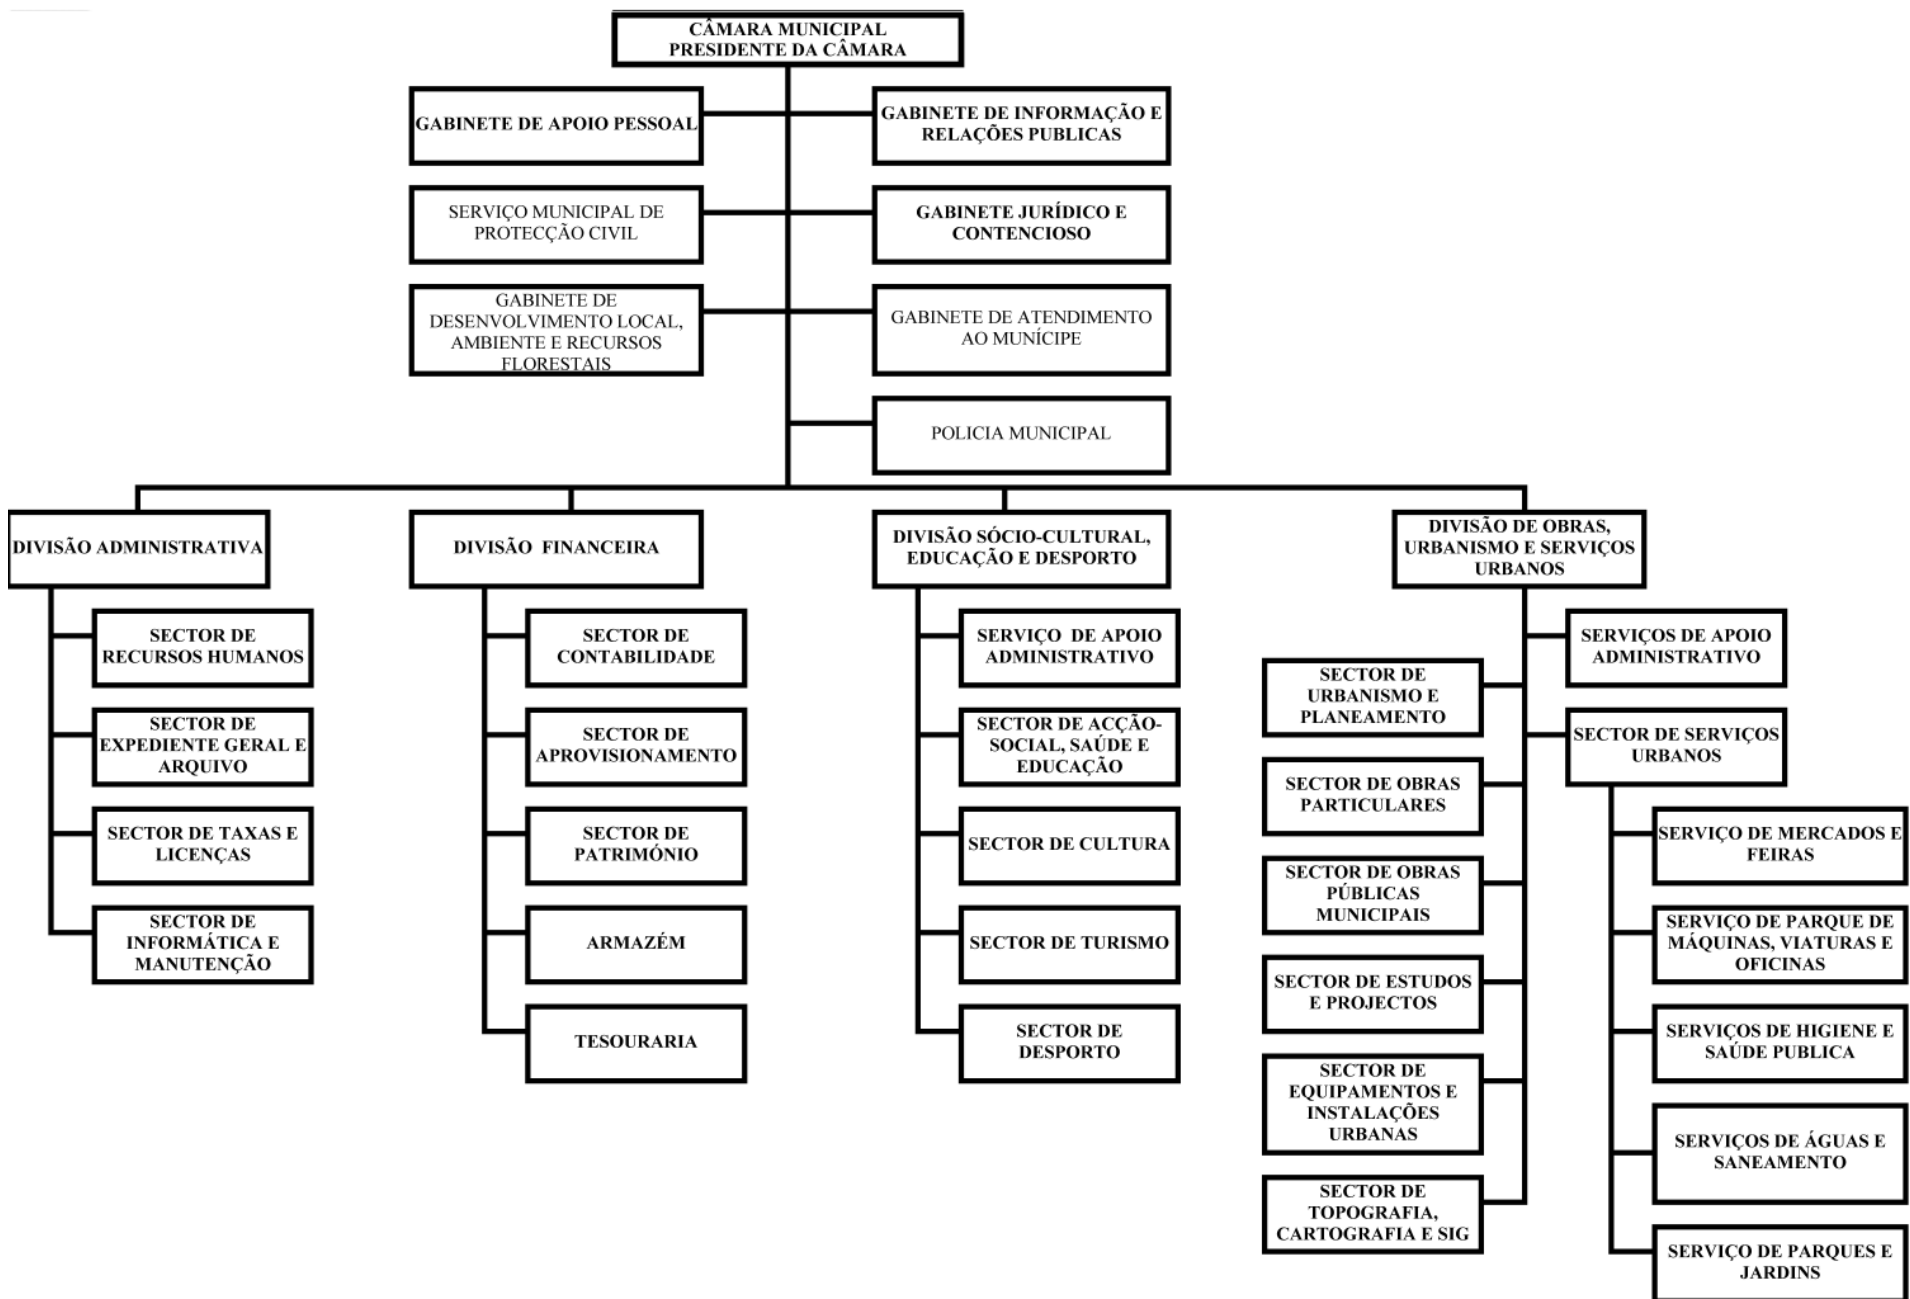 CÂMARA MUNICIPAL
PRESIDENTE DA CÂMARA
GABINETE DE APOIO PESSOAL
GABINETE DE INFORMAÇÃO E
RELAÇÕES PUBLICAS
SERVIÇO MUNICIPAL DE
PROTECÇÃO CIVIL
GABINETE JURÍDICO E
CONTENCIOSO
GABINETE DE
DESENVOLVIMENTO LOCAL,
AMBIENTE E RECURSOS
FLORESTAIS
GABINETE DE ATENDIMENTO
AO MUNÍCIPE
POLICIA MUNICIPAL
DIVISÃO ADMINISTRATIVA
SECTOR DE
RECURSOS HUMANOS
SECTOR DE
EXPEDIENTE GERAL E
ARQUIVO
SECTOR DE TAXAS E
LICENÇAS
SECTOR DE
INFORMÁTICA E
MANUTENÇÃO
DIVISÃO FINANCEIRA
SECTOR DE
CONTABILIDADE
SECTOR DE
APROVISIONAMENTO
SECTOR DE
PATRIMÓNIO
ARMAZÉM
TESOURARIA
DIVISÃO SÓCIO-CULTURAL,
EDUCAÇÃO E DESPORTO
SERVIÇO DE APOIO
ADMINISTRATIVO
SECTOR DE ACÇÃO-
SOCIAL, SAÚDE E
EDUCAÇÃO
SECTOR DE CULTURA
SECTOR DE TURISMO
SECTOR DE
DESPORTO
DIVISÃO DE OBRAS,
URBANISMO E SERVIÇOS
URBANOS
SECTOR DE
URBANISMO E
PLANEAMENTO
SECTOR DE OBRAS
PARTICULARES
SECTOR DE OBRAS
PÚBLICAS
MUNICIPAIS
SECTOR DE ESTUDOS
E PROJECTOS
SECTOR DE
EQUIPAMENTOS E
INSTALAÇÕES
URBANAS
SECTOR DE
TOPOGRAFIA,
CARTOGRAFIA E SIG
SERVIÇOS DE APOIO
ADMINISTRATIVO
SECTOR DE SERVIÇOS
URBANOS
SERVIÇO DE MERCADOS E
FEIRAS
SERVIÇO DE PARQUE DE
MÁQUINAS, VIATURAS E
OFICINAS
SERVIÇOS DE HIGIENE E
SAÚDE PUBLICA
SERVIÇOS DE ÁGUAS E
SANEAMENTO
SERVIÇO DE PARQUES E
JARDINS